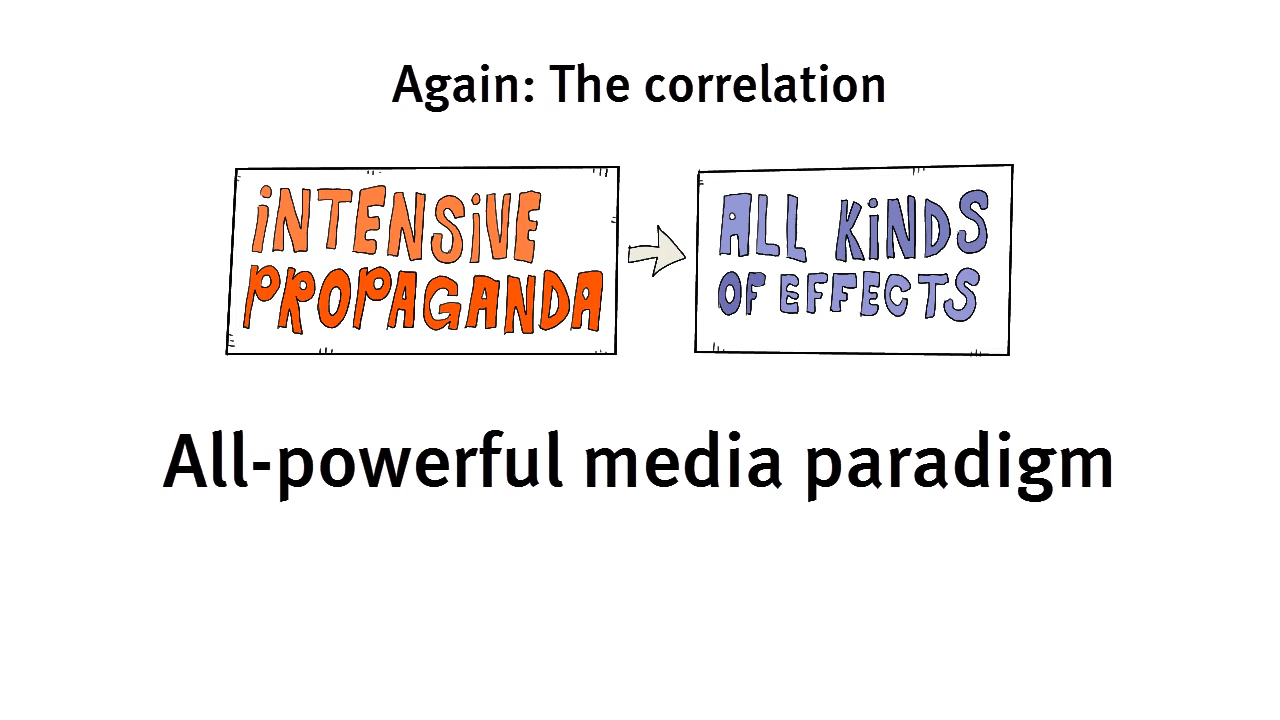 Again: The correlation
iNTENSiVE
PROPAGANDA
ALL KiNDS
OF EFFECTS
All-powerful media paradigm